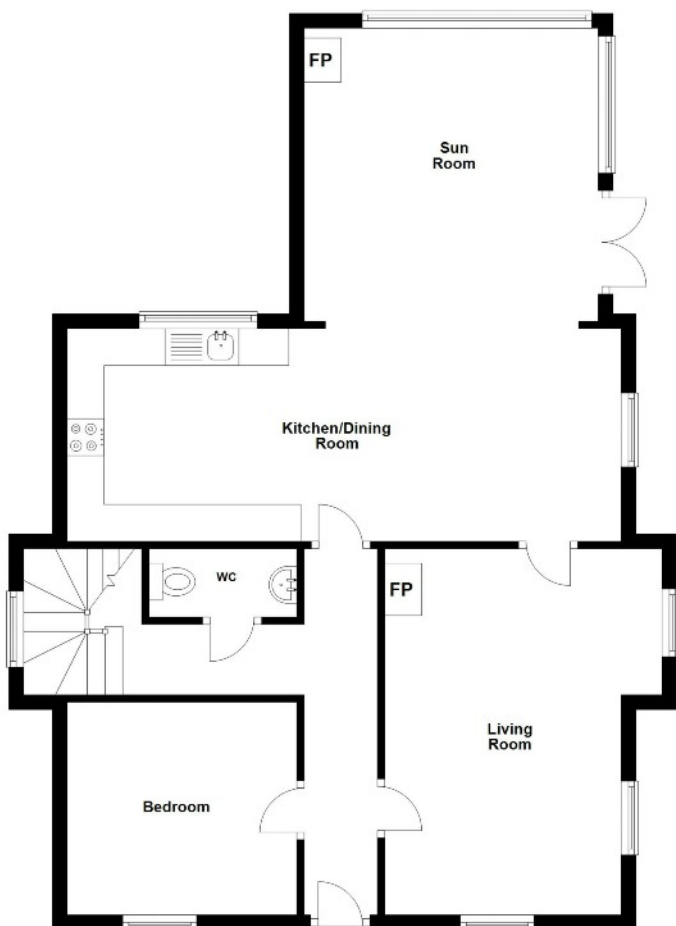 FP
Sun
Room
Kitchen/Dining
Room
WC
FP
Living
Room
Bedroom